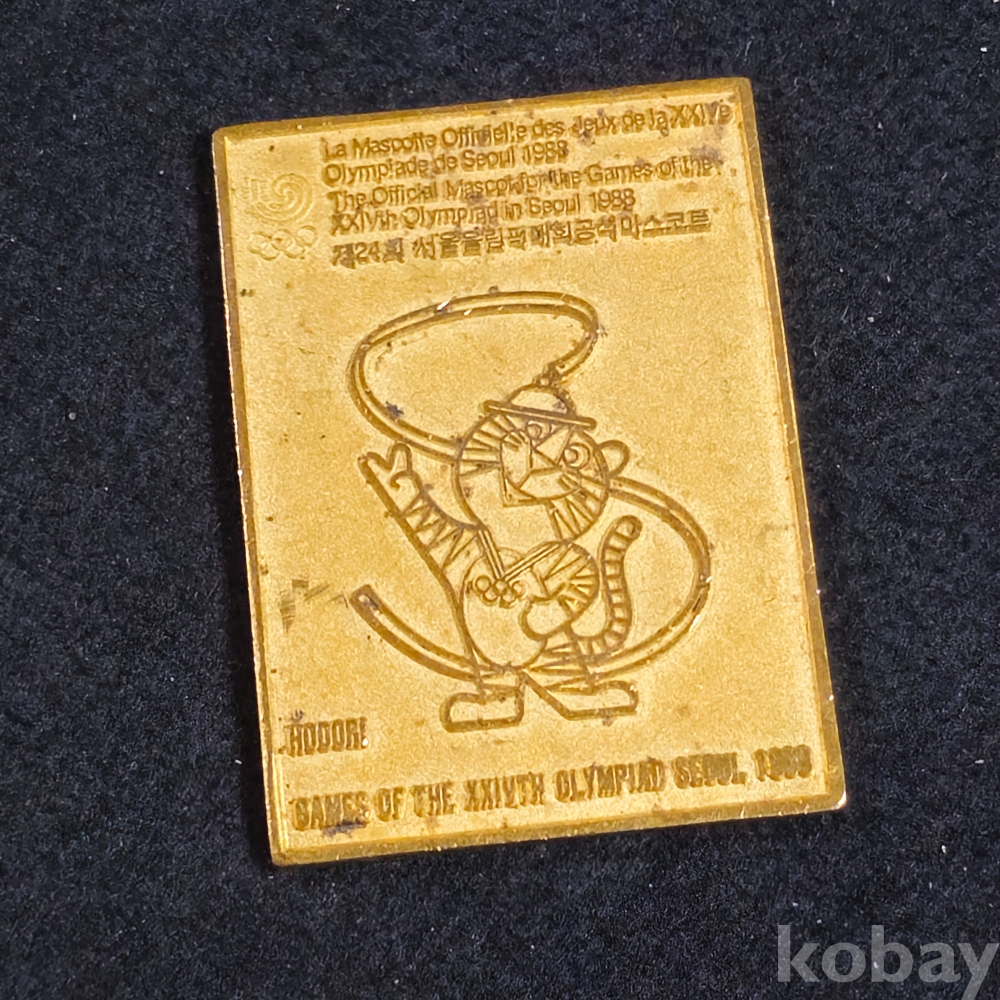 La Mascotte Officielle des Jeux de la XXIVe
Olympiade de Seoul 1988
The Official Mascot for the Games of the
XXIVth Olympiad in Seoul 1988
제24회 서울올림픽대회공식마스코트
HODORI
GAMES OF THE XXIVTH OLYMPIAD SEOUL, 1988
kobay